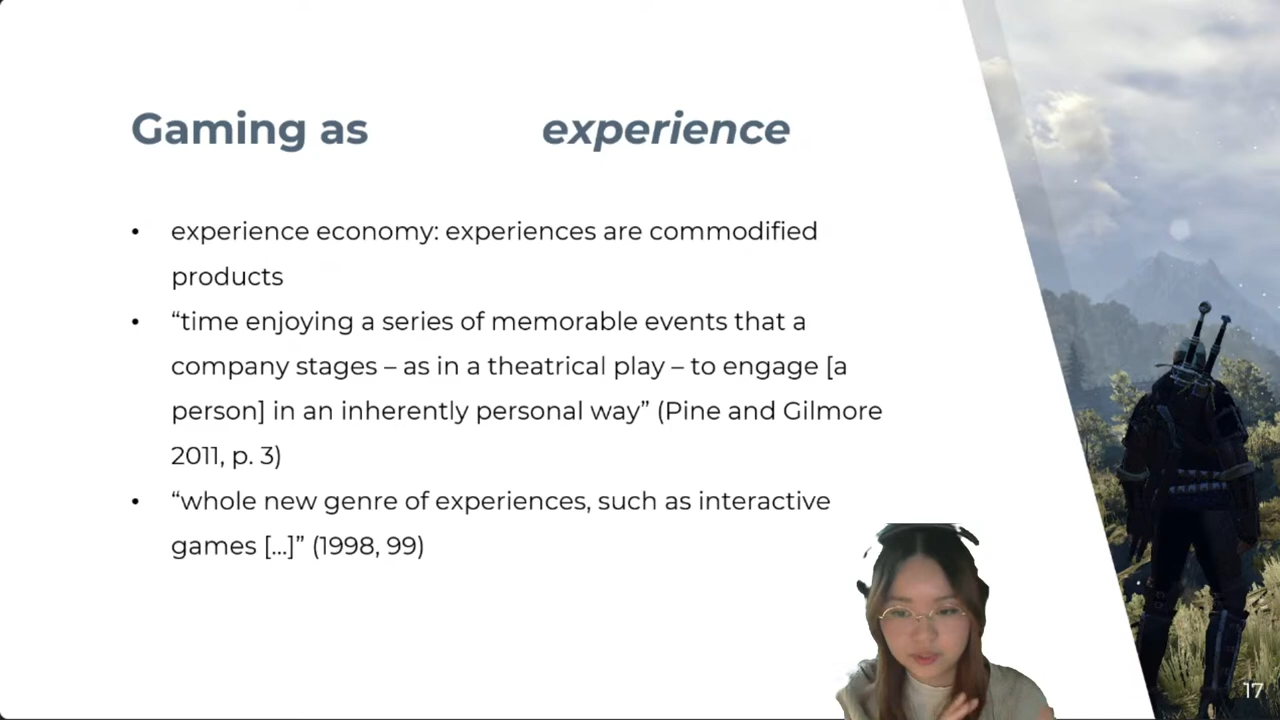 Gaming as experience
• experience economy: experiences are commodified
products
• “time enjoying a series of memorable events that a
company stages – as in a theatrical play – to engage [a
person] in an inherently personal way” (Pine and Gilmore
2011, p. 3)
• “whole new genre of experiences, such as interactive
games [...]” (1998, 99)
17